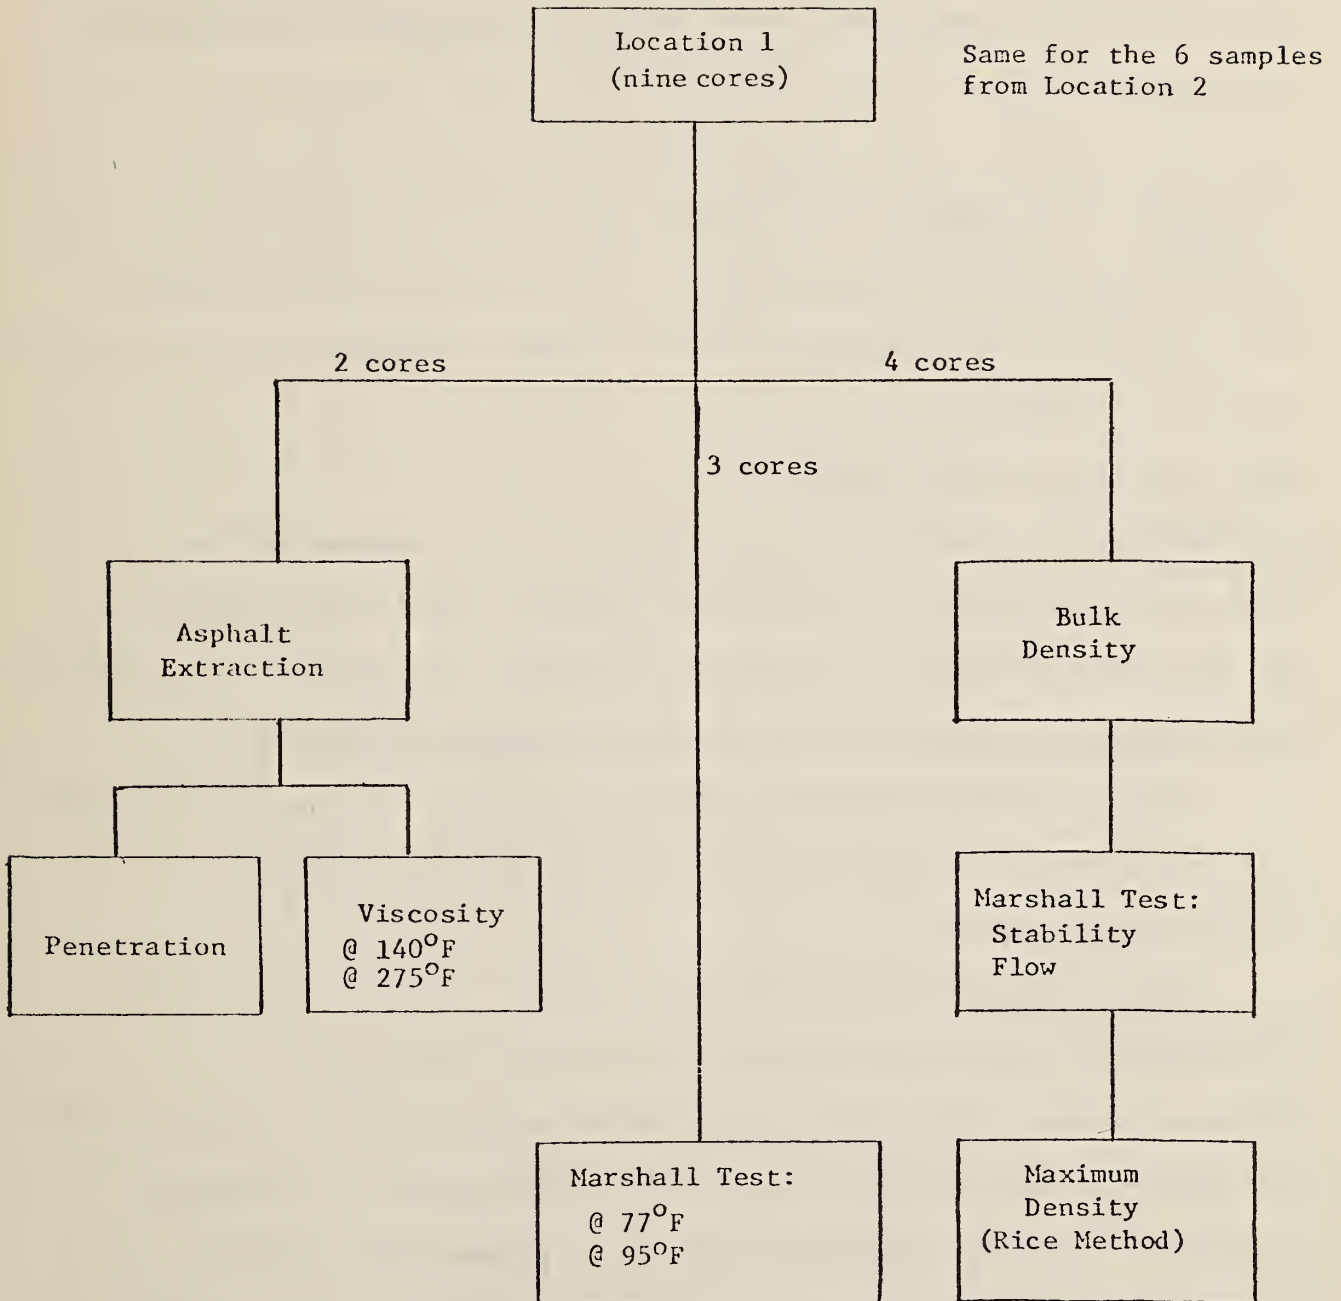 Location 1
(nine cores)
Same for the 6 samples
from Location 2
2 cores
4 cores
3 cores
Asphalt
Extraction
Bulk
Density
Penetration
Viscosity
@ 140°F
@ 275°F
Marshall Test:
Stability
Flow
Marshall Test:
@ 77°F
@ 95°F
Maximum
Density
(Rice Method)